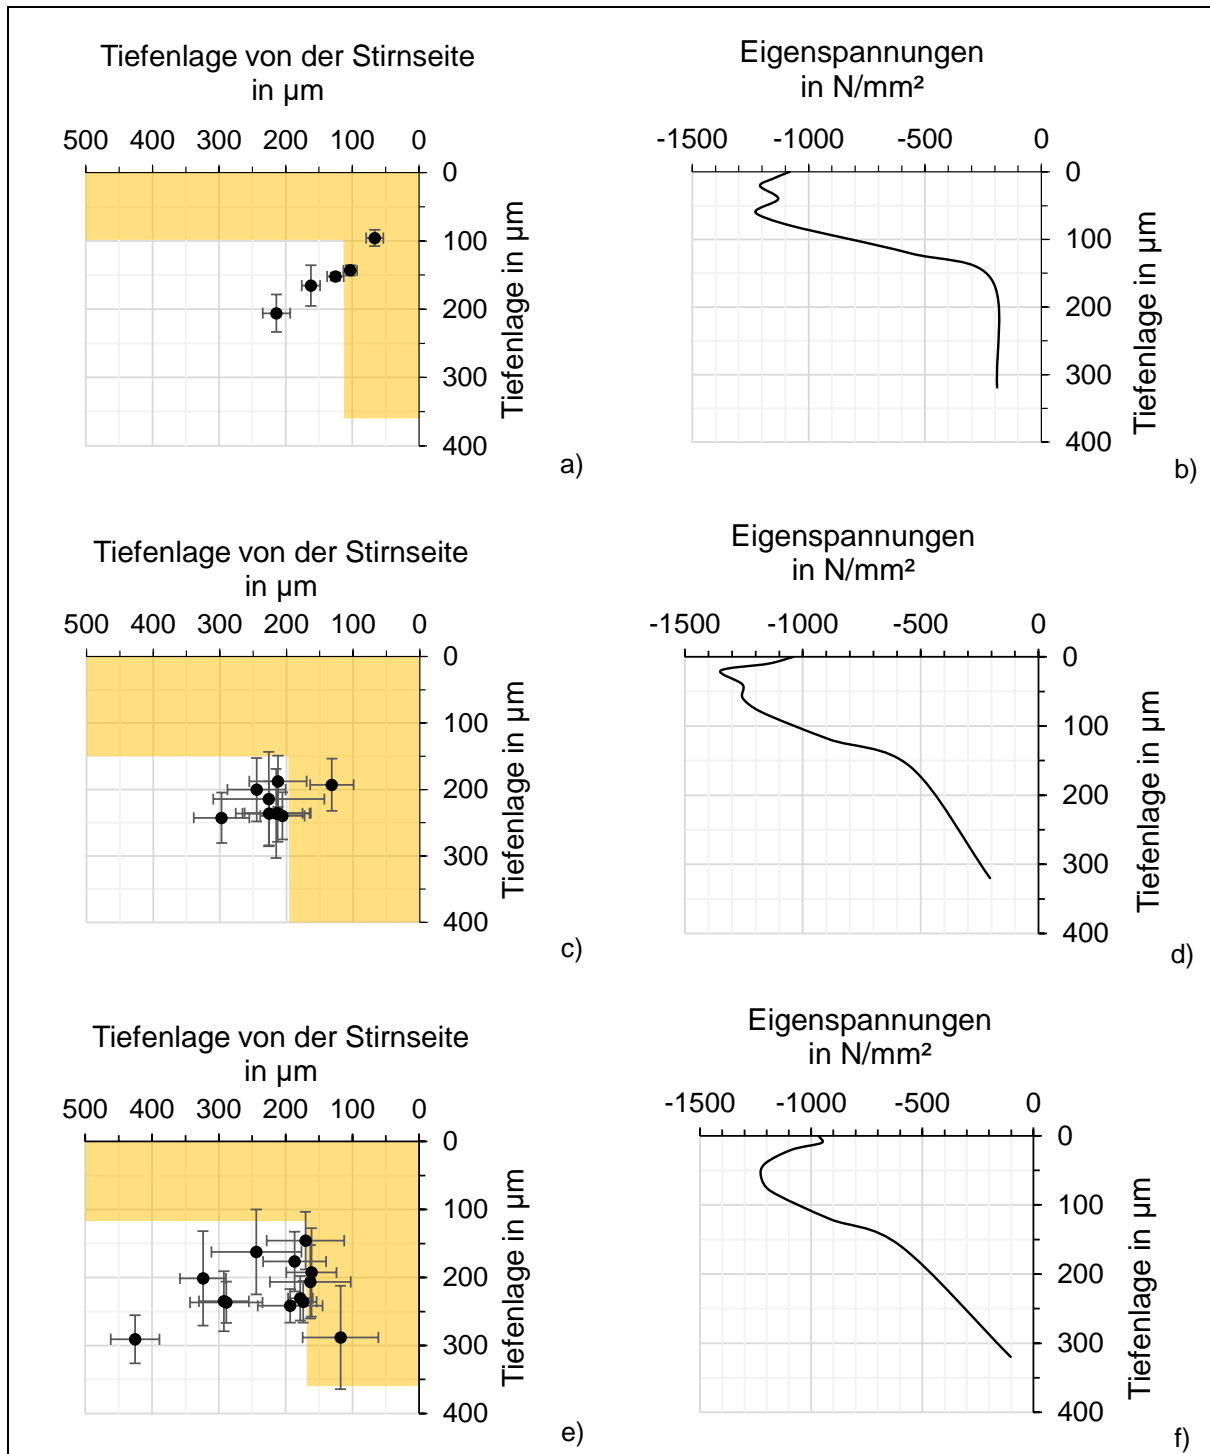 Tiefenlage von der Stirnseite
in µm
500 400 300 200 100 0
0
100
200
300
400
Tiefenlage in µm
a)
Eigenspannungen
in N/mm²
-1500 -1000 -500 0
0
100
200
300
400
Tiefenlage in µm
b)
Tiefenlage von der Stirnseite
in µm
500 400 300 200 100 0
0
100
200
300
400
Tiefenlage in µm
c)
Eigenspannungen
in N/mm²
-1500 -1000 -500 0
0
100
200
300
400
Tiefenlage in µm
d)
Tiefenlage von der Stirnseite
in µm
500 400 300 200 100 0
0
100
200
300
400
Tiefenlage in µm
e)
Eigenspannungen
in N/mm²
-1500 -1000 -500 0
0
100
200
300
400
Tiefenlage in µm
f)